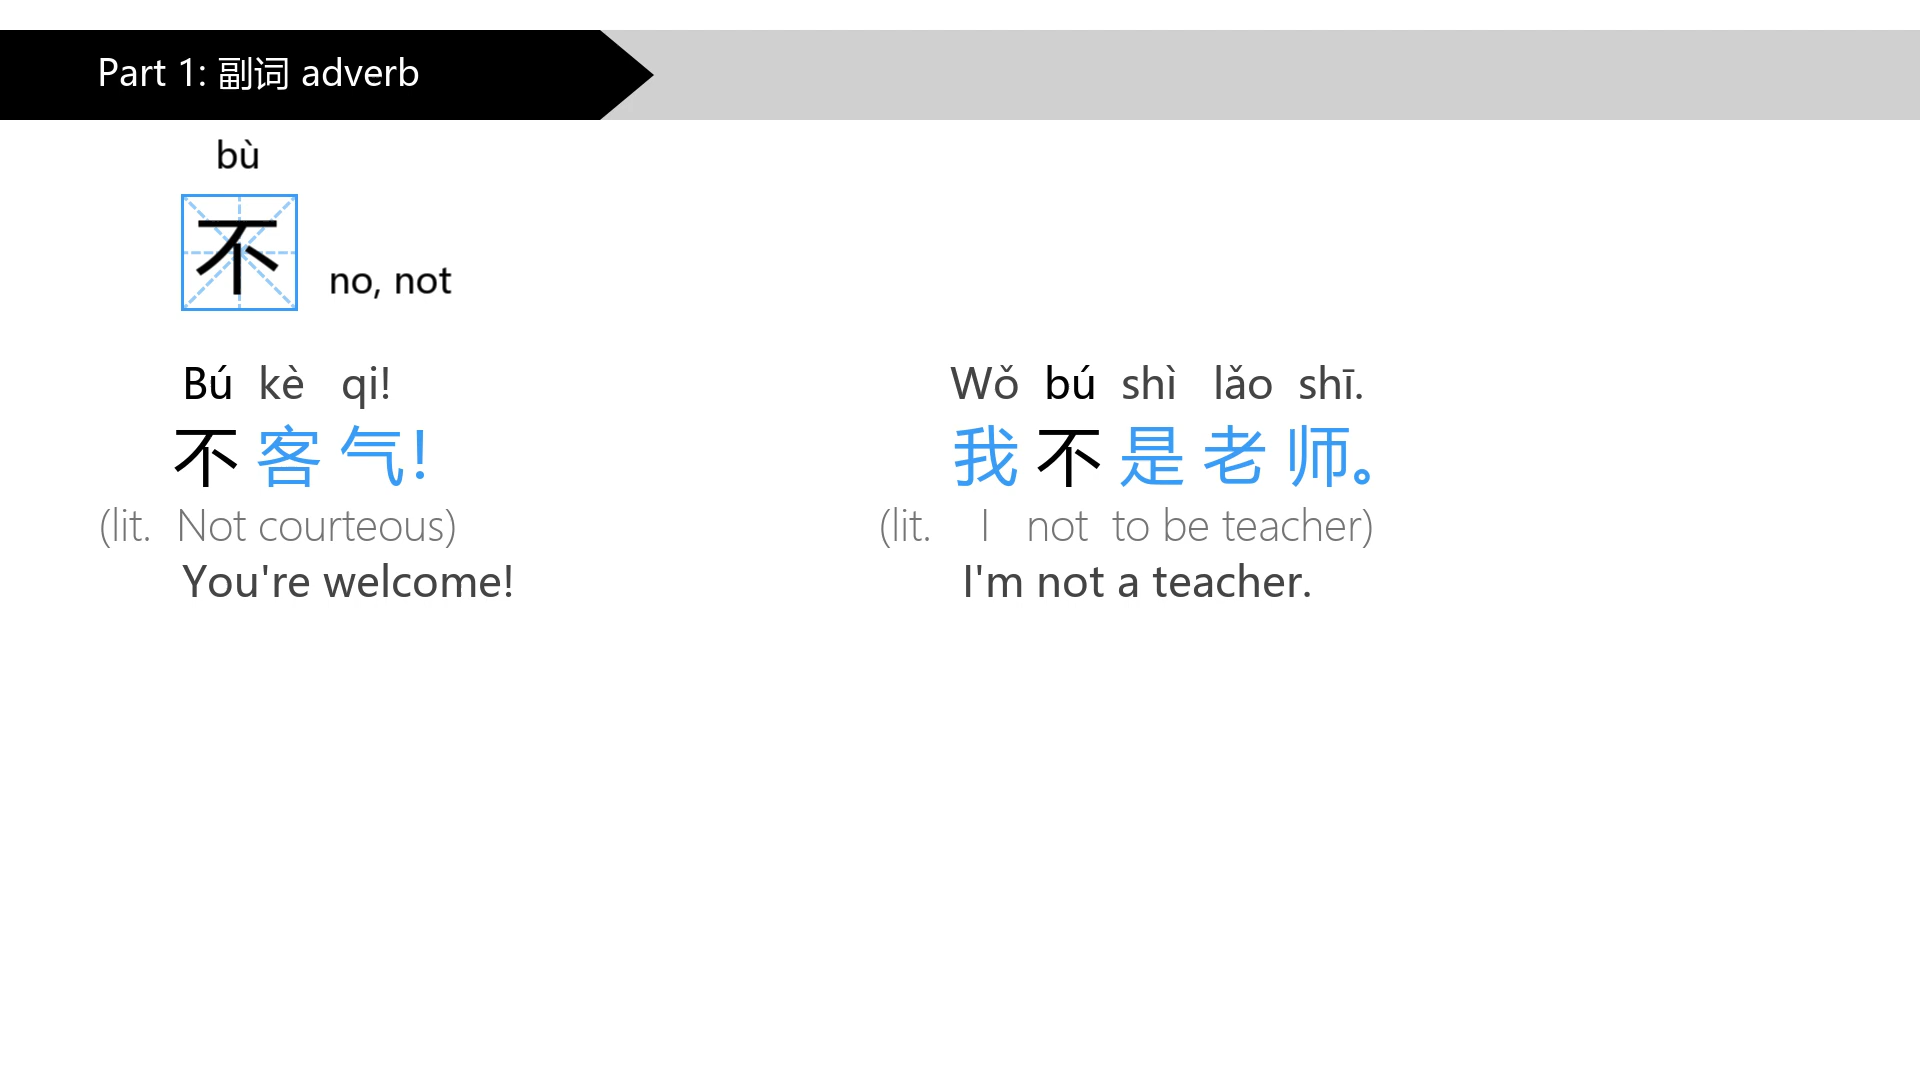 Part 1: 副词 adverb
bù
不 no, not
Bú kè qi!
不客气!
(lit. Not courteous)
You're welcome!
Wǒ bú shì lǎo shī.
我不是老师。
(lit. I not to be teacher)
I'm not a teacher.